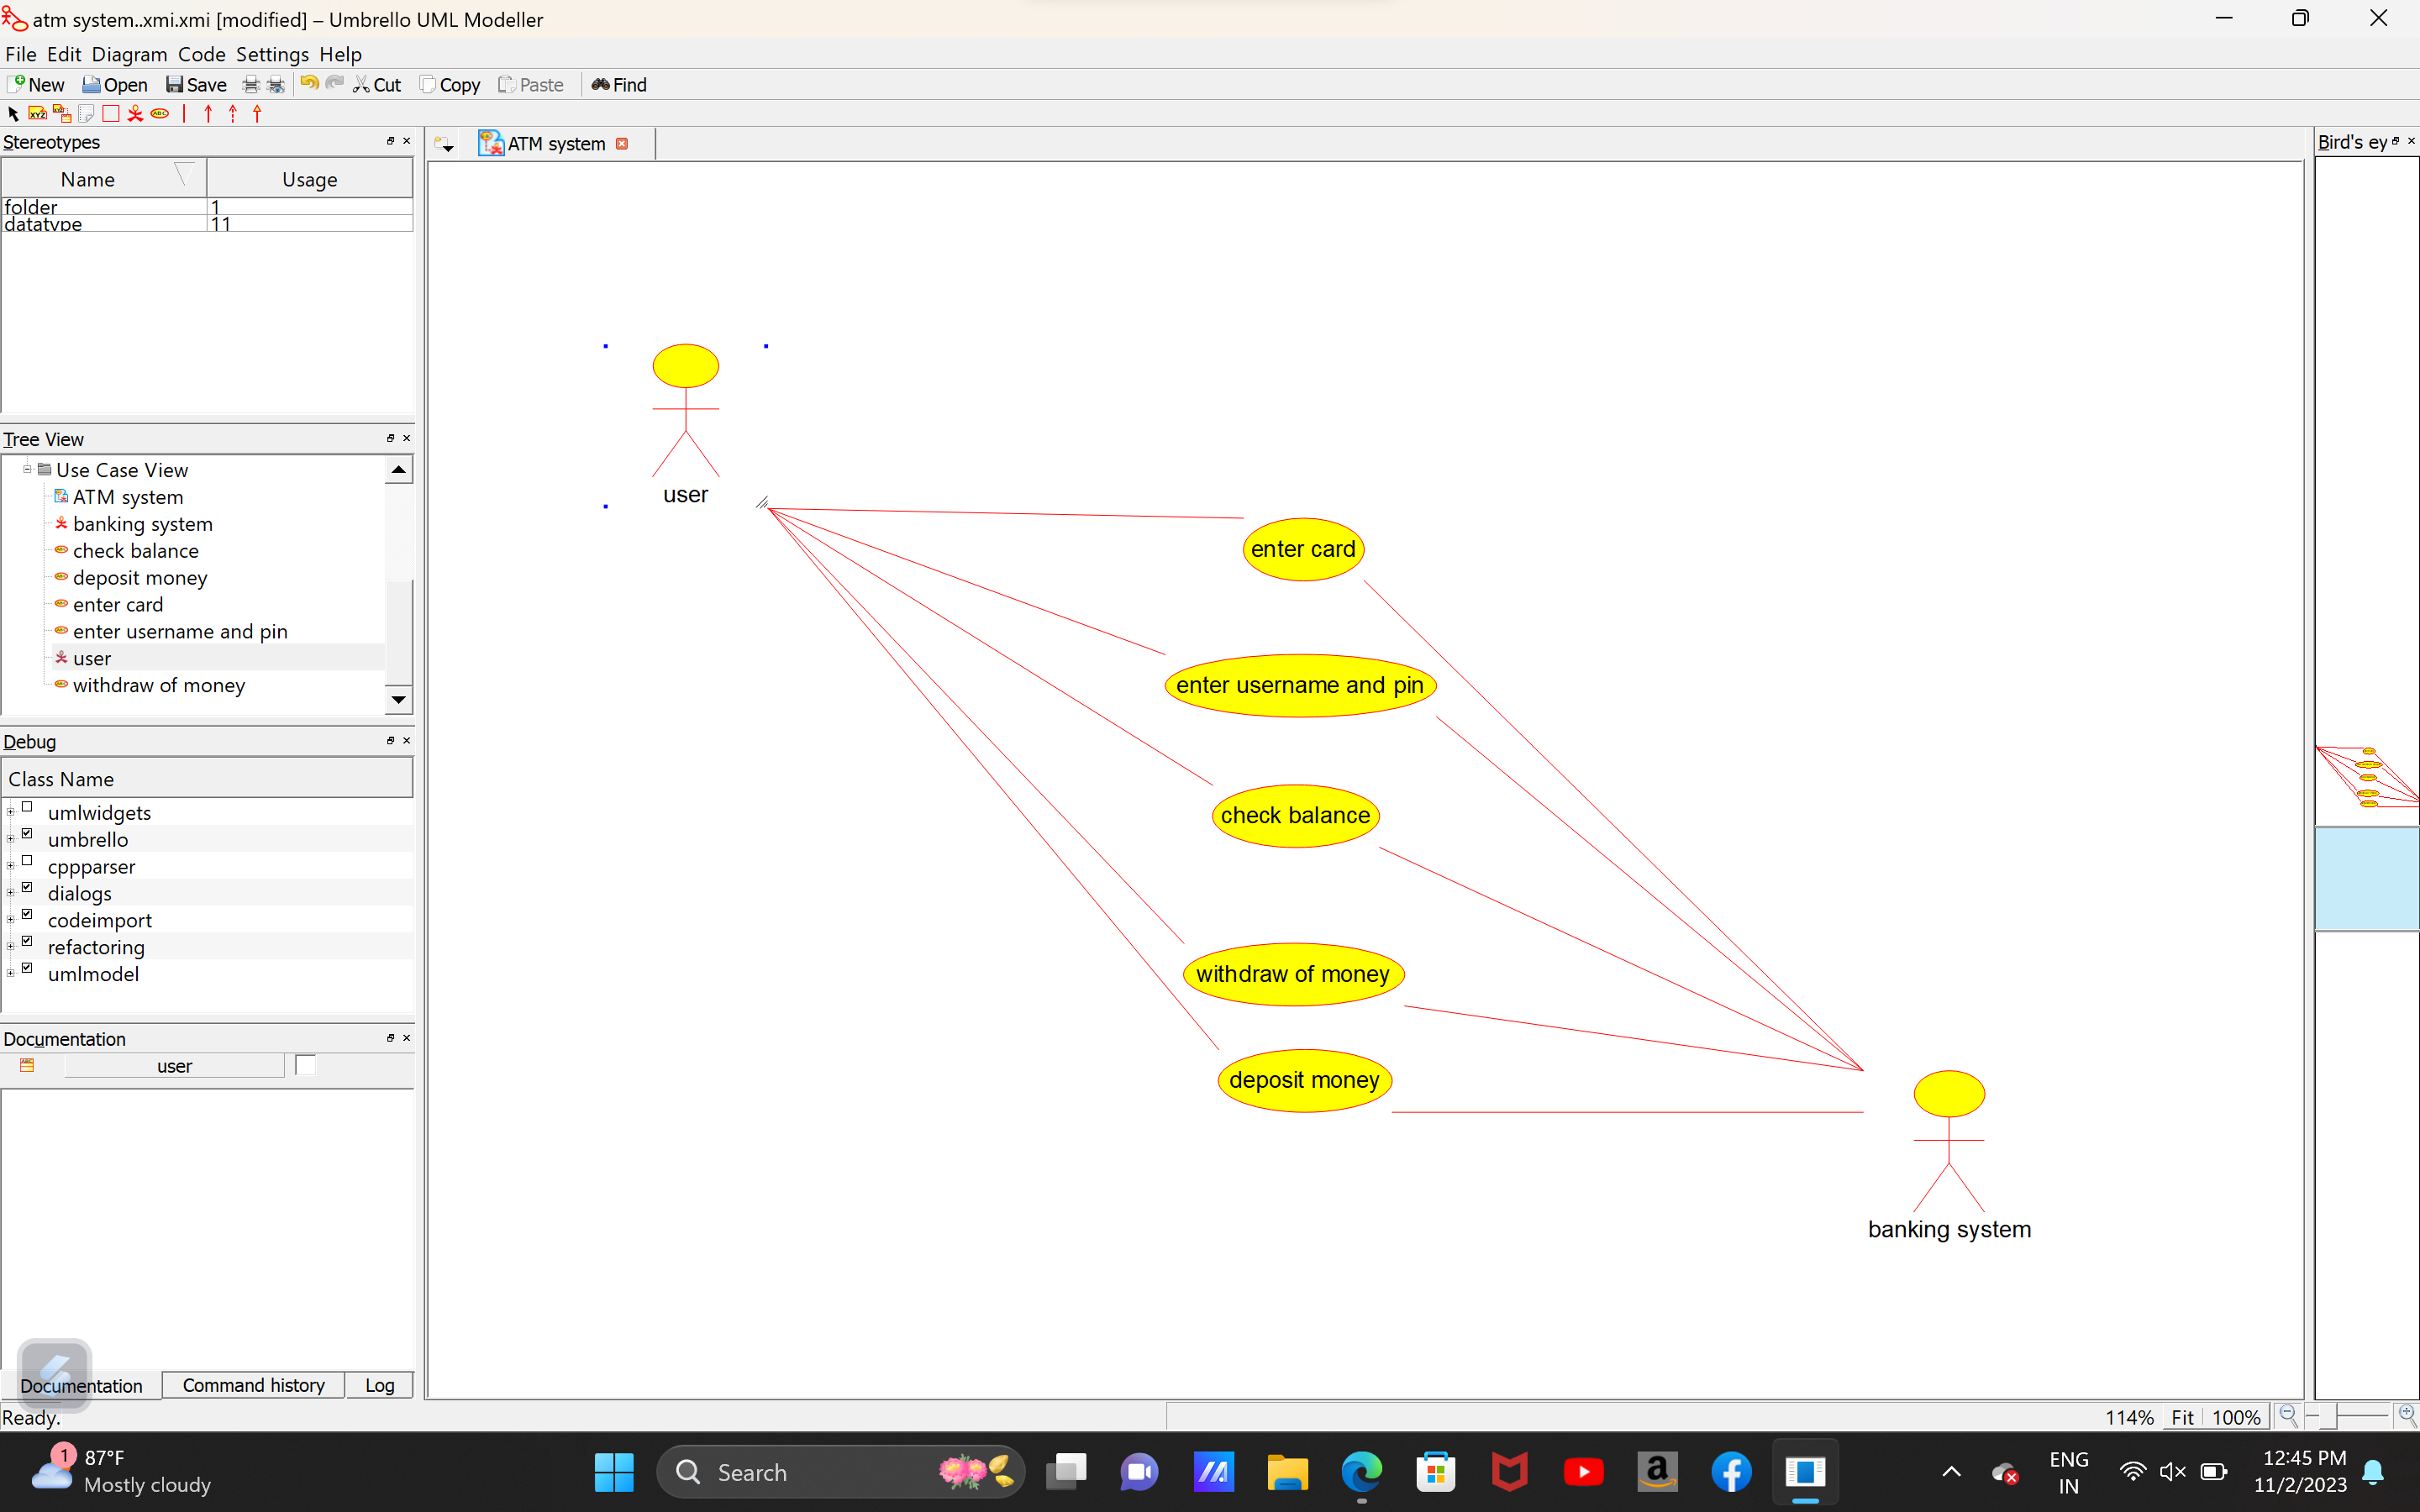 atm system..xmi.xmi [modified] – Umbrello UML Modeller
File Edit Diagram Code Settings Help
New Open Save Cut Copy Paste Find
Stereotypes
Name Usage
folder 1
datatype 11
Tree View
Use Case View
ATM system
banking system
check balance
deposit money
enter card
enter username and pin
user
withdraw of money
Debug
Class Name
umlwidgets
umbrello
cppparser
dialogs
codeimport
refactoring
umlmodel
Documentation
user
Documentation Command history Log
Ready.
ATM system
user
enter card
enter username and pin
check balance
withdraw of money
deposit money
banking system
Bird's ey
114% Fit 100%
1
87°F
Mostly cloudy
Search
ENG
IN
12:45 PM
11/2/2023